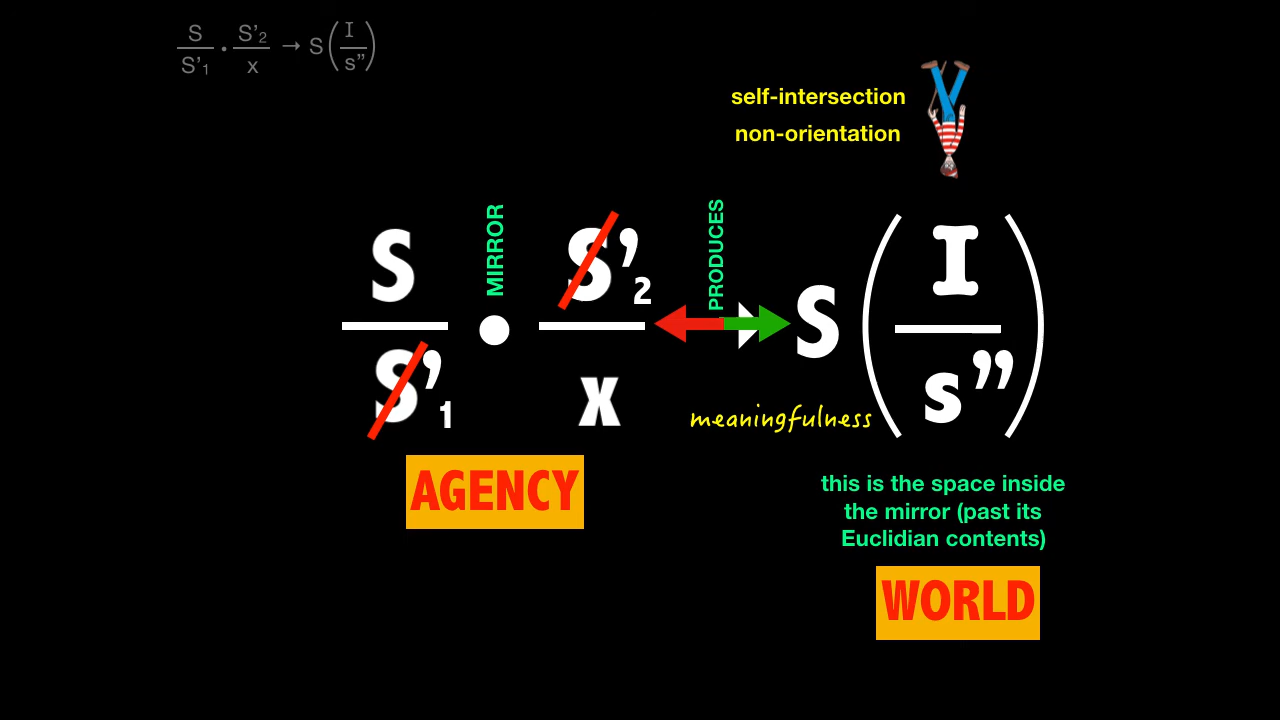 S S’₂ I
S’₁ • x → S ( s” )
self-intersection
non-orientation
MIRROR
PRODUCES
S S’₂ I
S’₁ • x → S ( s” )
meaningfulness
AGENCY
this is the space inside
the mirror (past its
Euclidian contents)
WORLD